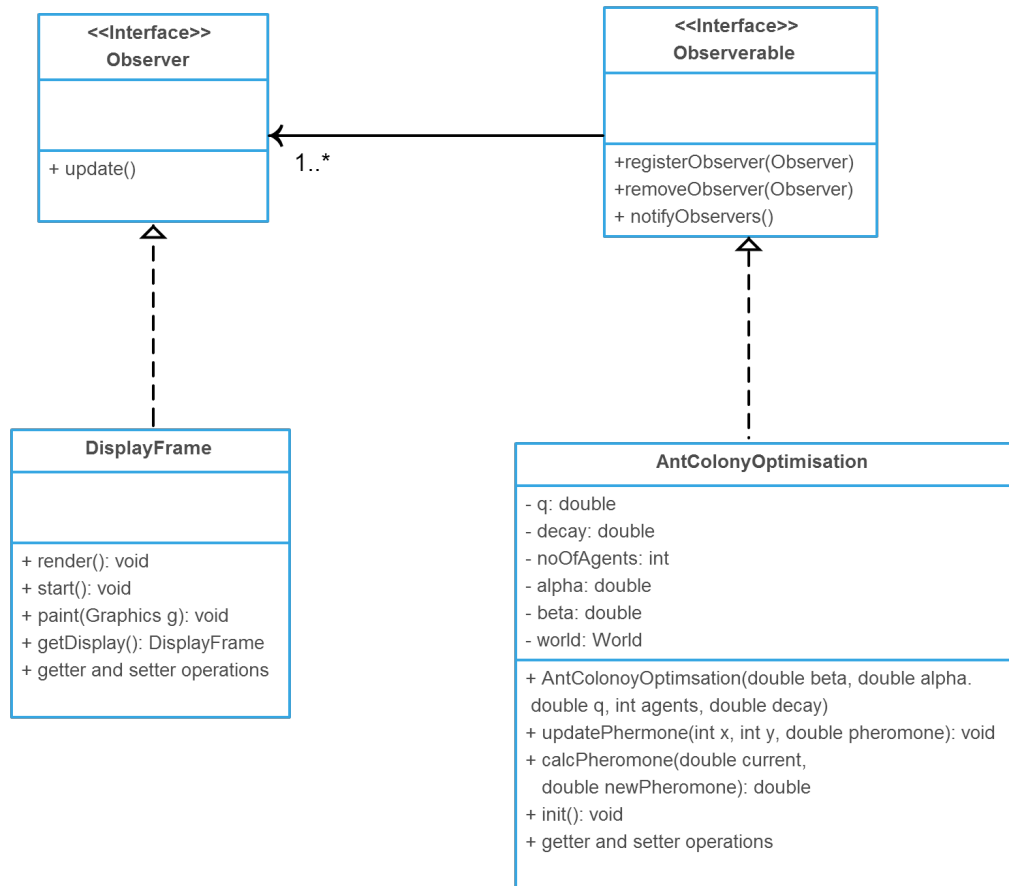 <<Interface>>
Observer
+ update()
1..*
<<Interface>>
Observerable
+registerObserver(Observer)
+removeObserver(Observer)
+ notifyObservers()
DisplayFrame
+ render(): void
+ start(): void
+ paint(Graphics g): void
+ getDisplay(): DisplayFrame
+ getter and setter operations
AntColonyOptimisation
- q: double
- decay: double
- noOfAgents: int
- alpha: double
- beta: double
- world: World
+ AntColonoyOptimsation(double beta, double alpha.
double q, int agents, double decay)
+ updatePhermone(int x, int y, double pheromone): void
+ calcPheromone(double current,
double newPheromone): double
+ init(): void
+ getter and setter operations